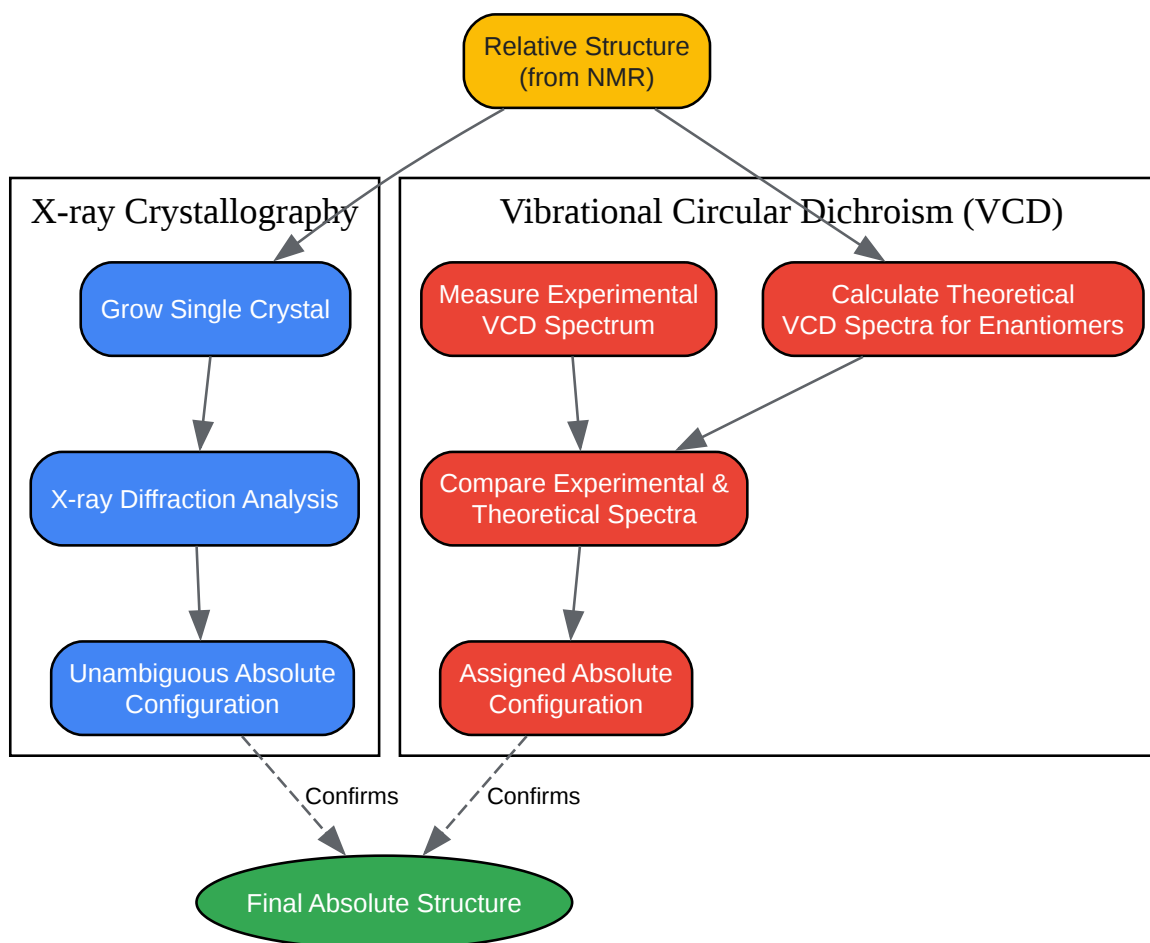 Relative Structure
(from NMR)
X-ray Crystallography
Vibrational Circular Dichroism (VCD)
Grow Single Crystal
Measure Experimental
VCD Spectrum
Calculate Theoretical
VCD Spectra for Enantiomers
X-ray Diffraction Analysis
Compare Experimental &
Theoretical Spectra
Unambiguous Absolute
Configuration
Assigned Absolute
Configuration
Confirms
Confirms
Final Absolute Structure